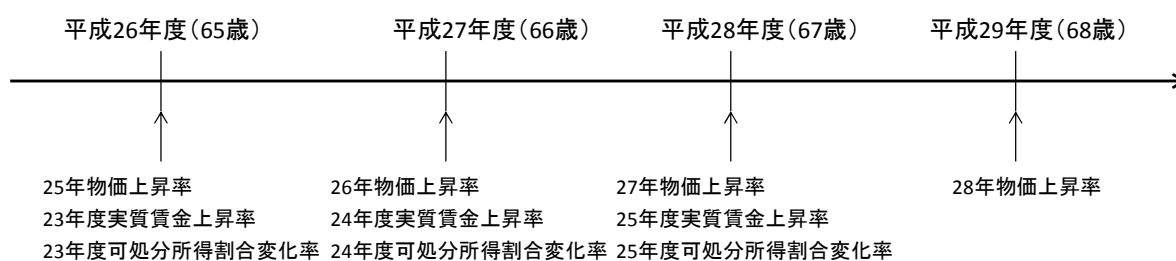 平成26年度(65歳) 平成27年度(66歳) 平成28年度(67歳) 平成29年度(68歳)
25年物価上昇率 26年物価上昇率 27年物価上昇率 28年物価上昇率
23年度実質賃金上昇率 24年度実質賃金上昇率 25年度実質賃金上昇率
23年度可処分所得割合変化率 24年度可処分所得割合変化率 25年度可処分所得割合変化率